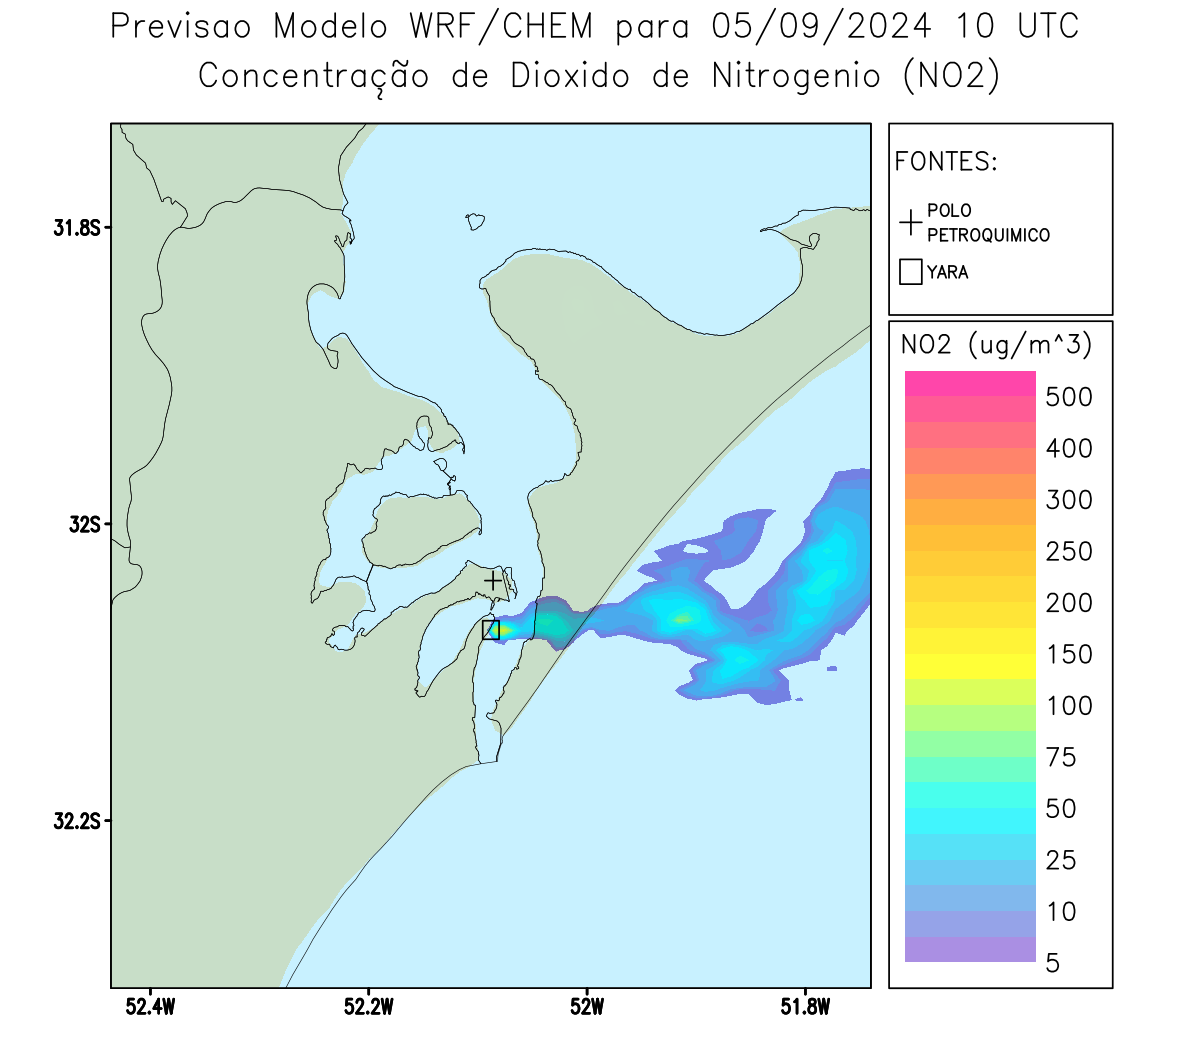 Previsao Modelo WRF/CHEM para 05/09/2024 10 UTC
Concentração de Dioxido de Nitrogenio (NO2)
FONTES:
POLO
PETROQUIMICO
YARA
31.8S
32S
32.2S
52.4W
52.2W
52W
51.8W
NO2 (ug/m^3)
500
400
300
250
200
150
100
75
50
25
10
5